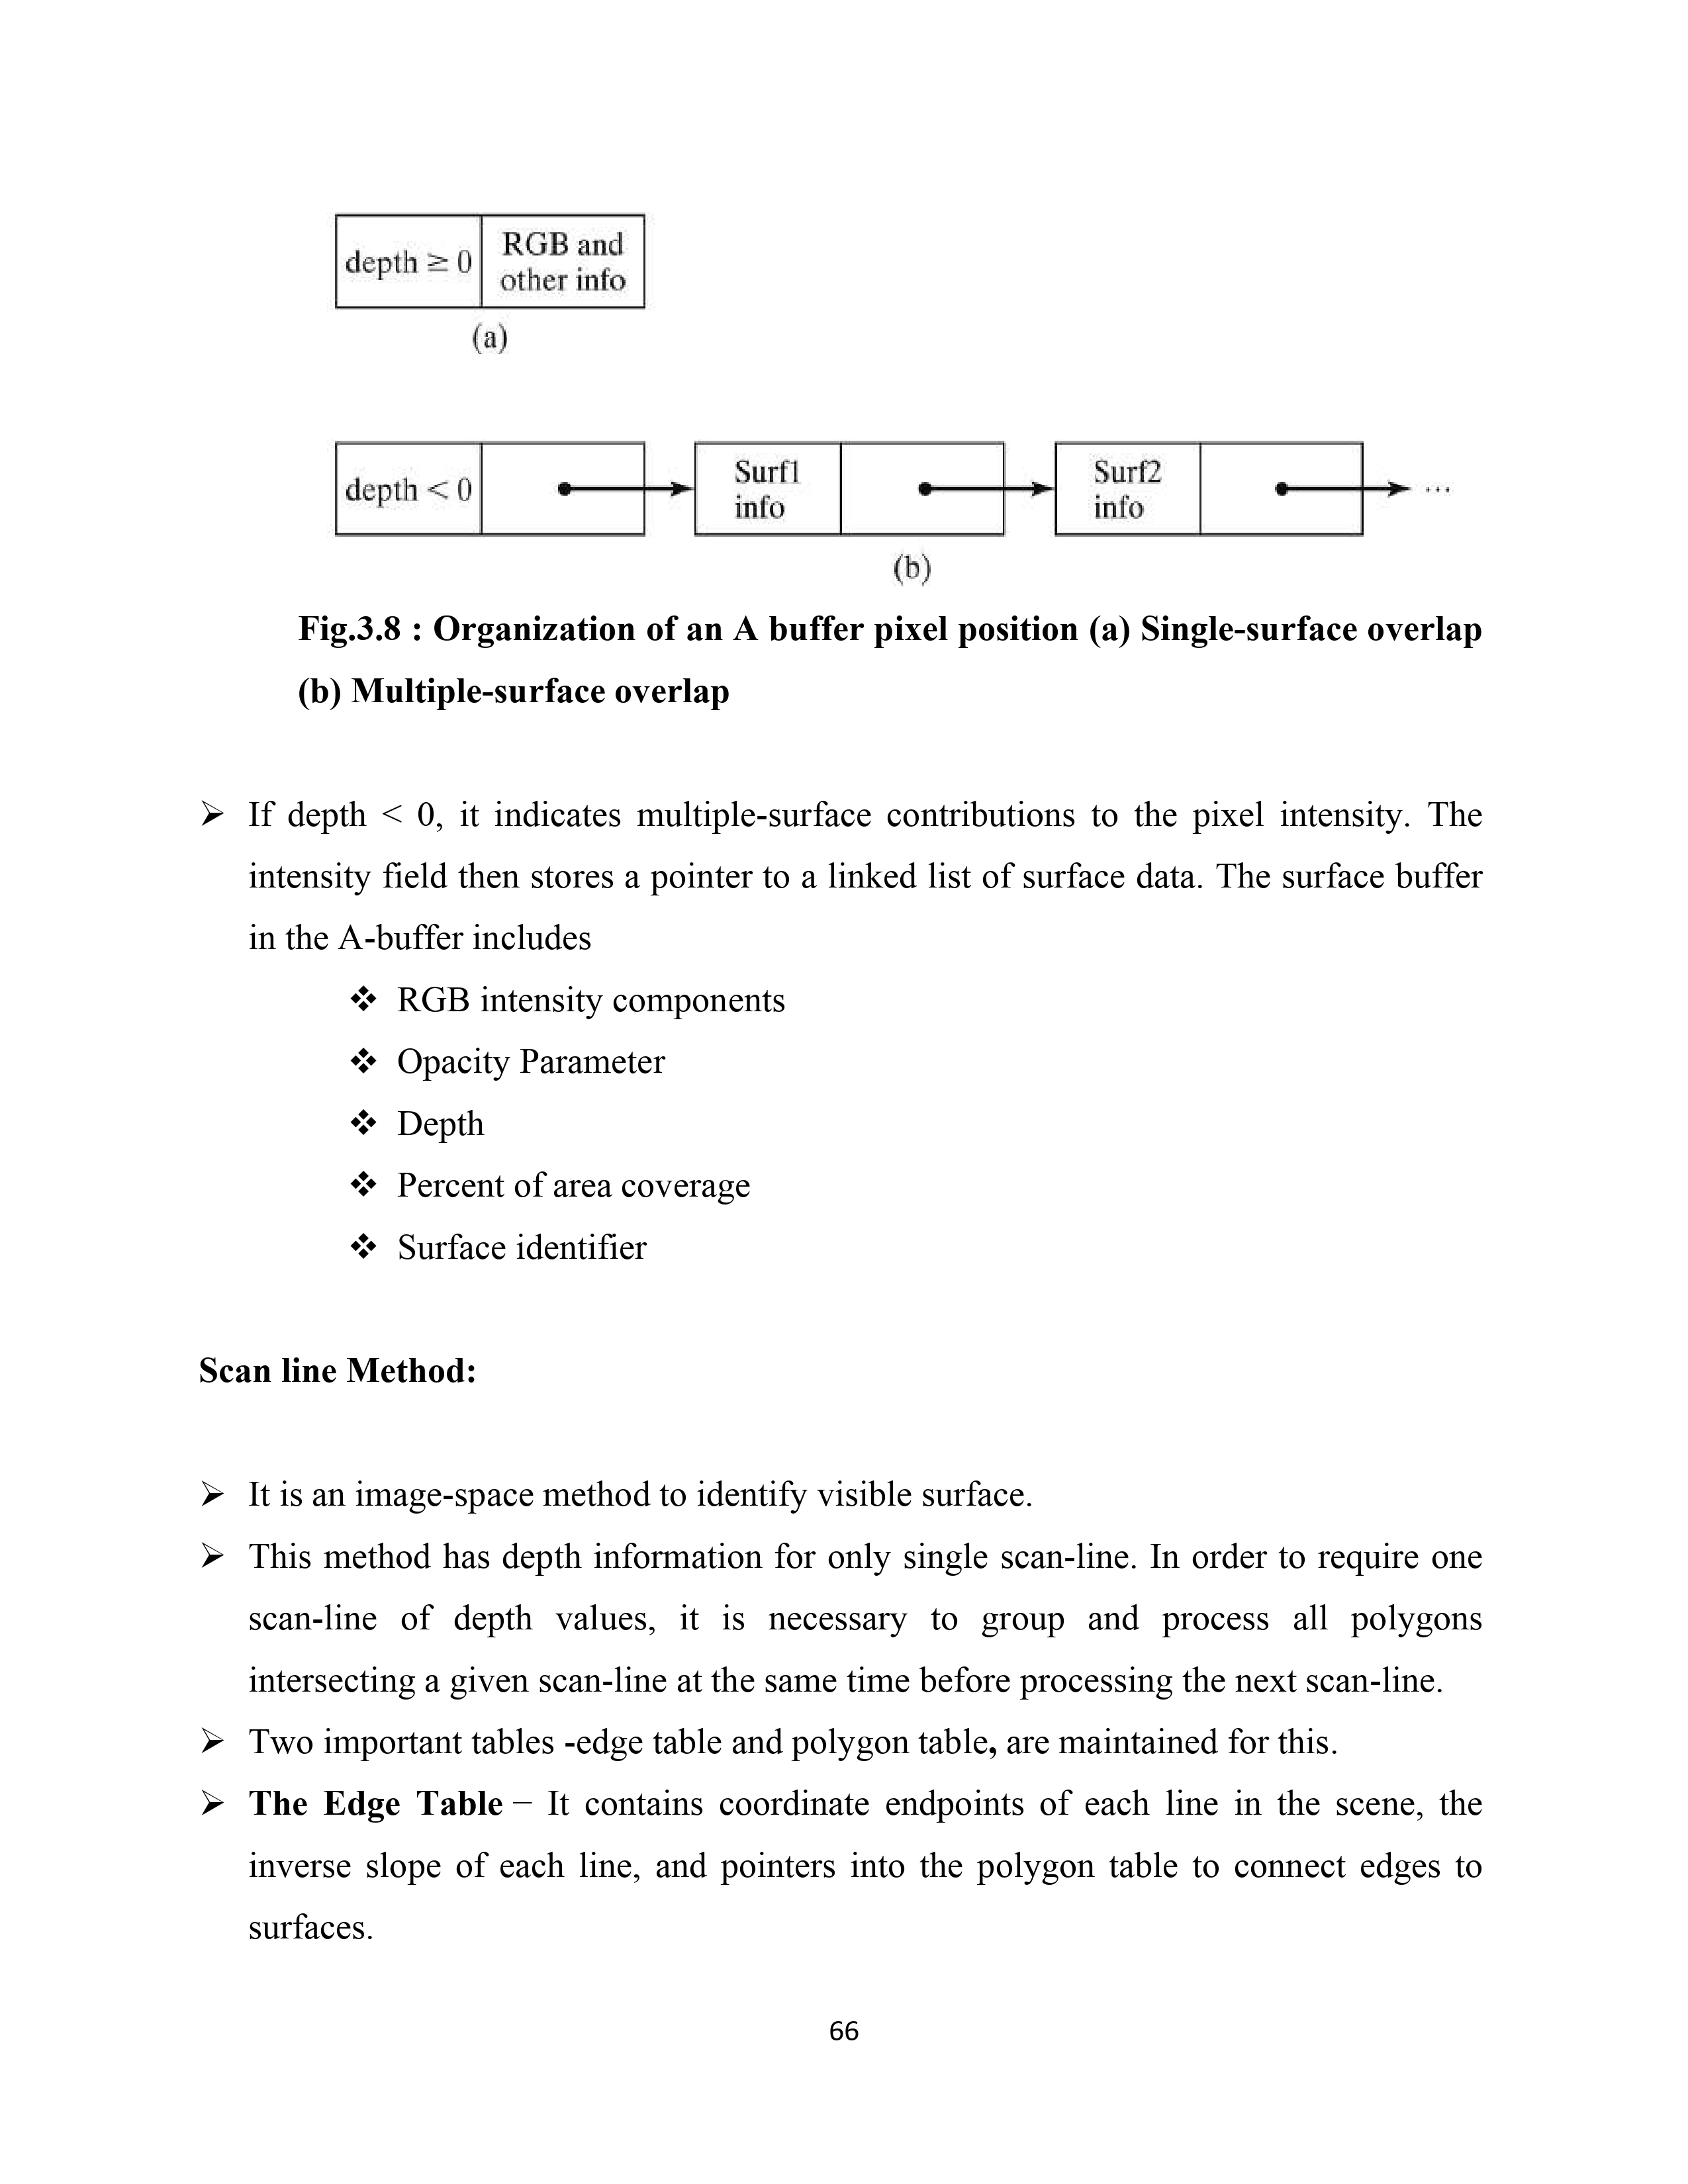 depth ≥ 0
RGB and
other info
(a)
depth < 0
Surf1
info
Surf2
info
...
(b)
Fig.3.8 : Organization of an A buffer pixel position (a) Single-surface overlap
(b) Multiple-surface overlap
➢ If depth < 0, it indicates multiple-surface contributions to the pixel intensity. The
intensity field then stores a pointer to a linked list of surface data. The surface buffer
in the A-buffer includes
❖ RGB intensity components
❖ Opacity Parameter
❖ Depth
❖ Percent of area coverage
❖ Surface identifier
Scan line Method:
➢ It is an image-space method to identify visible surface.
➢ This method has depth information for only single scan-line. In order to require one
scan-line of depth values, it is necessary to group and process all polygons
intersecting a given scan-line at the same time before processing the next scan-line.
➢ Two important tables -edge table and polygon table, are maintained for this.
➢ The Edge Table − It contains coordinate endpoints of each line in the scene, the
inverse slope of each line, and pointers into the polygon table to connect edges to
surfaces.
66